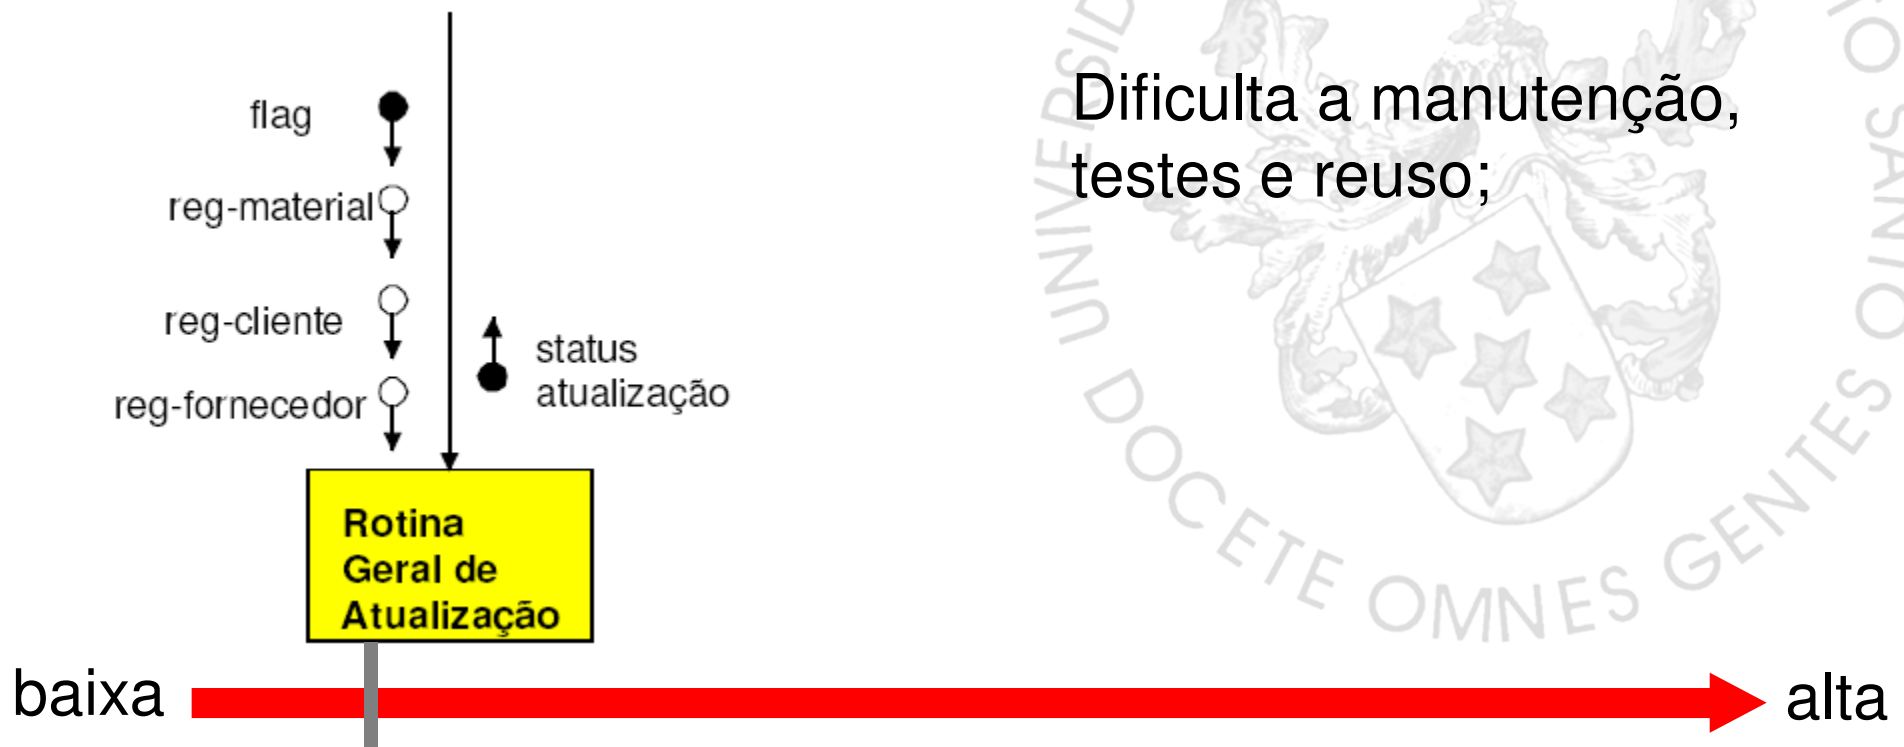 flag
reg-material
reg-cliente
reg-fornecedor
status
atualização
Rotina
Geral de
Atualização
Dificulta a manutenção,
testes e reuso;
baixa
alta
DOCETE OMNES GENTES